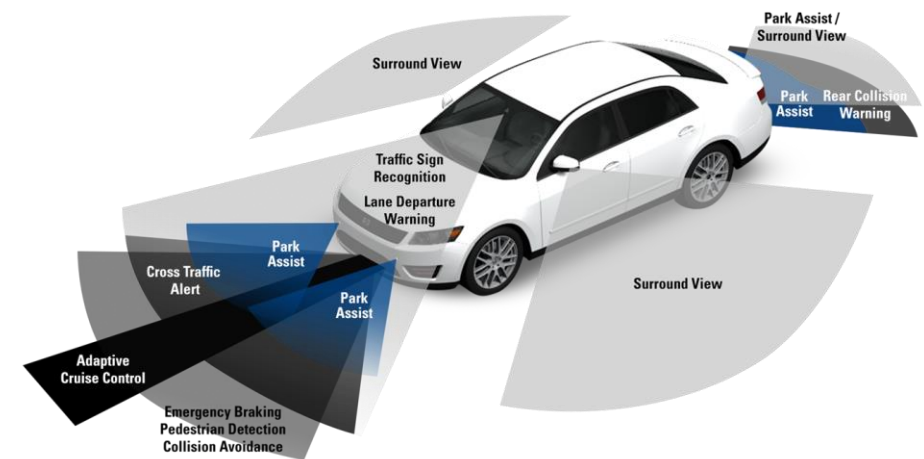 Park Assist /
Surround View
Surround View
Park
Assist
Rear Collision
Warning
Traffic Sign
Recognition
Lane Departure
Warning
Park
Assist
Cross Traffic
Alert
Surround View
Park
Assist
Adaptive
Cruise Control
Emergency Braking
Pedestrian Detection
Collision Avoidance